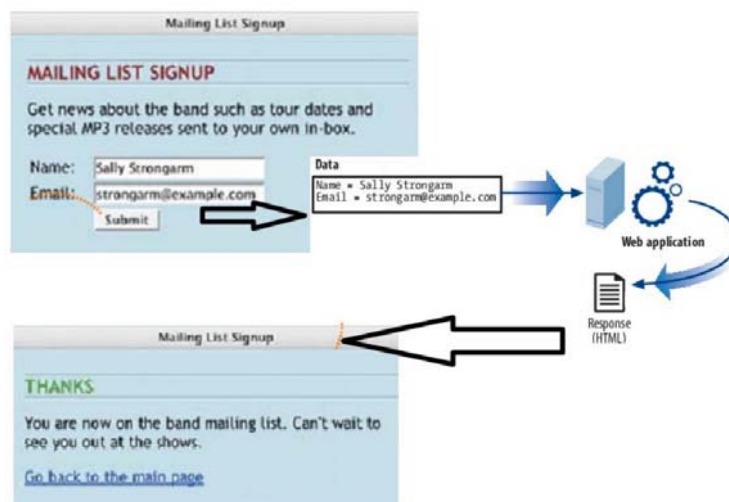 Mailing List Signup
MAILING LIST SIGNUP
Get news about the band such as tour dates and
special MP3 releases sent to your own in-box.
Name: Sally Strongarm
Email: strongarm@example.com
Submit
Data
Name = Sally Strongarm
Email = strongarm@example.com
Web application
Response
(HTML)
Mailing List Signup
THANKS
You are now on the band mailing list. Can't wait to
see you out at the shows.
Go back to the main page